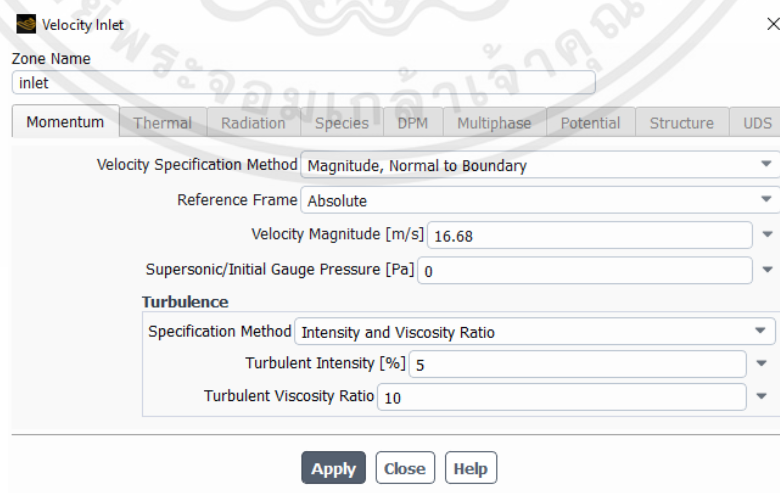 Velocity Inlet
Zone Name
inlet
Momentum Thermal Radiation Species DPM Multiphase Potential Structure UDS
Velocity Specification Method Magnitude, Normal to Boundary
Reference Frame Absolute
Velocity Magnitude [m/s] 16.68
Supersonic/Initial Gauge Pressure [Pa] 0
Turbulence
Specification Method Intensity and Viscosity Ratio
Turbulent Intensity [%] 5
Turbulent Viscosity Ratio 10
Apply Close Help